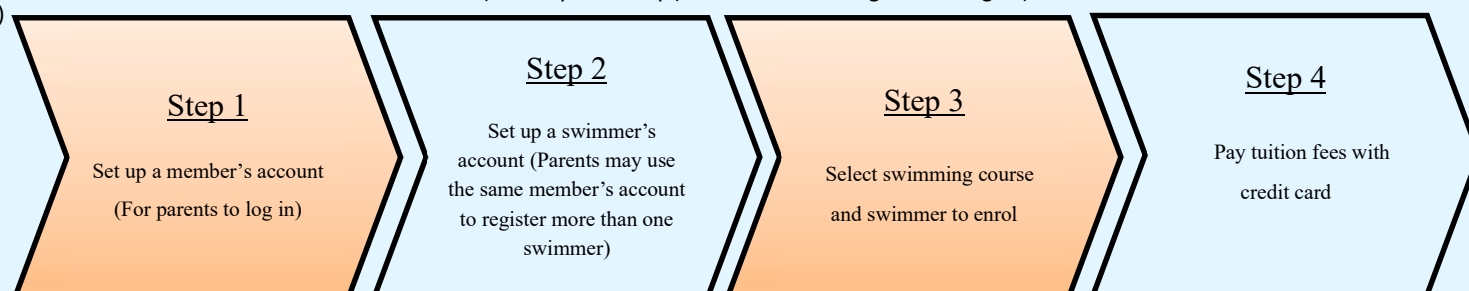 Step 1
Set up a member’s account
(For parents to log in)
Step 2
Set up a swimmer’s
account (Parents may use
the same member’s account
to register more than one
swimmer)
Step 3
Select swimming course
and swimmer to enrol
Step 4
Pay tuition fees with
credit card